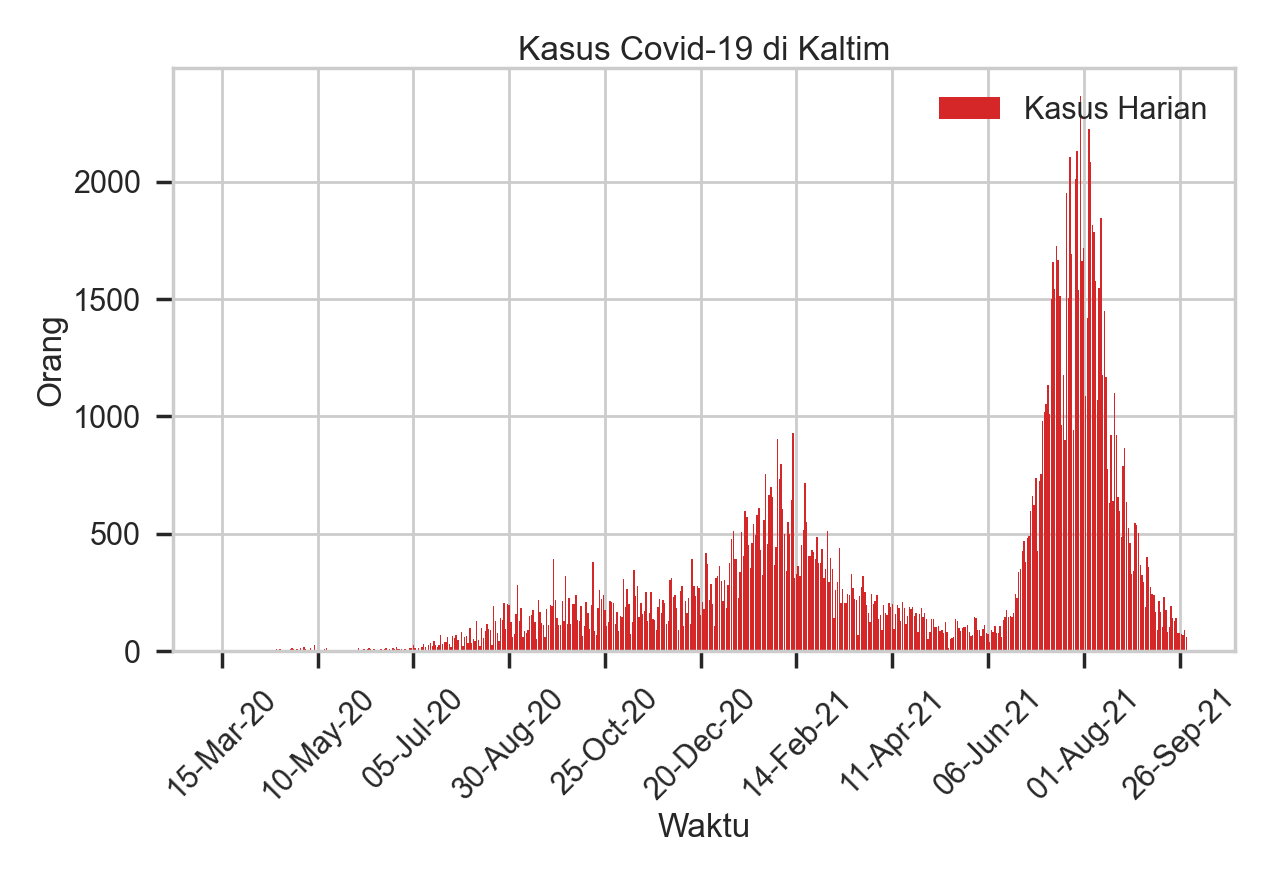 Kasus Covid-19 di Kaltim
Kasus Harian
Orang
2000
1500
1000
500
0
15-Mar-20
10-May-20
05-Jul-20
30-Aug-20
25-Oct-20
20-Dec-20
14-Feb-21
11-Apr-21
06-Jun-21
01-Aug-21
26-Sep-21
Waktu